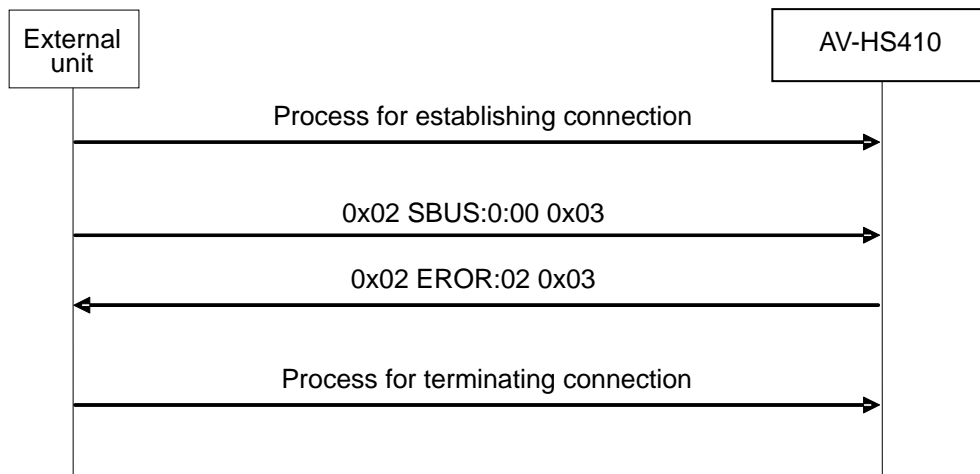 External
unit
AV-HS410
Process for establishing connection
0x02 SBUS:0:00 0x03
0x02 EROR:02 0x03
Process for terminating connection